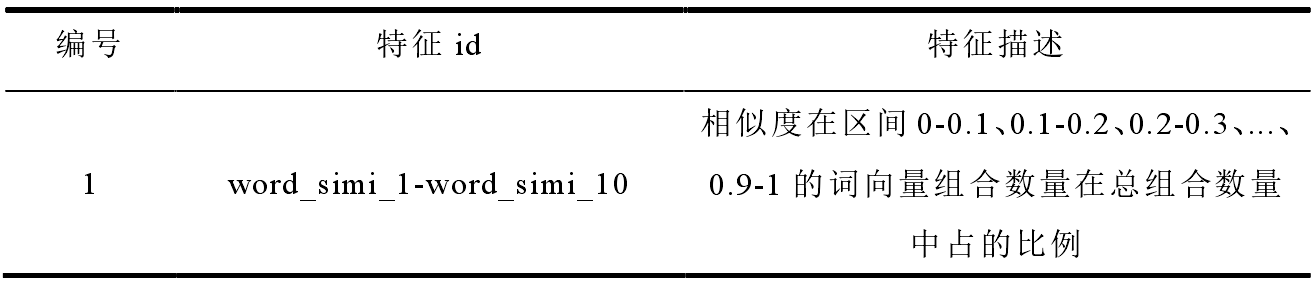 编号 特征 id 特征描述
相似度在区间 0-0.1、0.1-0.2、0.2-0.3、...、
1 word_simi_1-word_simi_10 0.9-1 的词向量组合数量在总组合数量
中占的比例